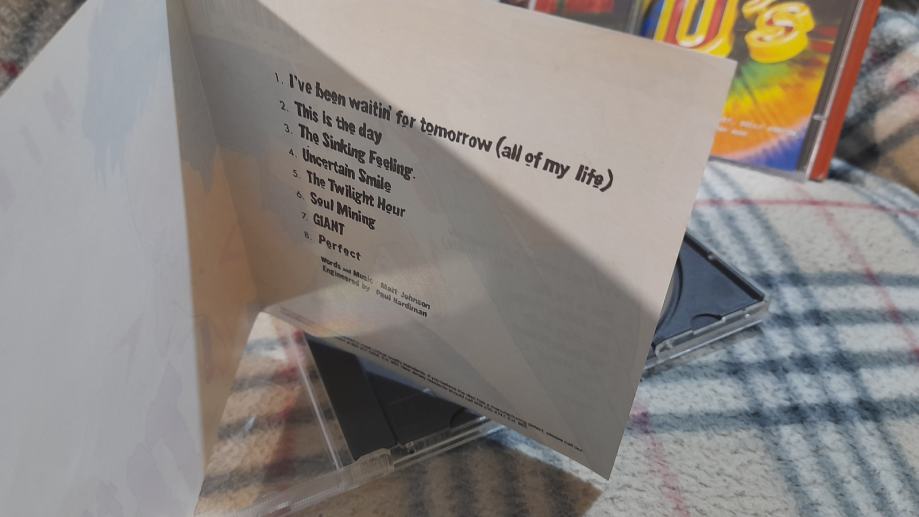 1. I've been waitin' for tomorrow (all of my life)
2. This is the day
3. The Sinking Feeling.
4. Uncertain Smile
5. The Twilight Hour
6. Soul Mining
7. GIANT
8. Perfect
Words and Music Matt Johnson
Engineered by Paul Hardiman
US